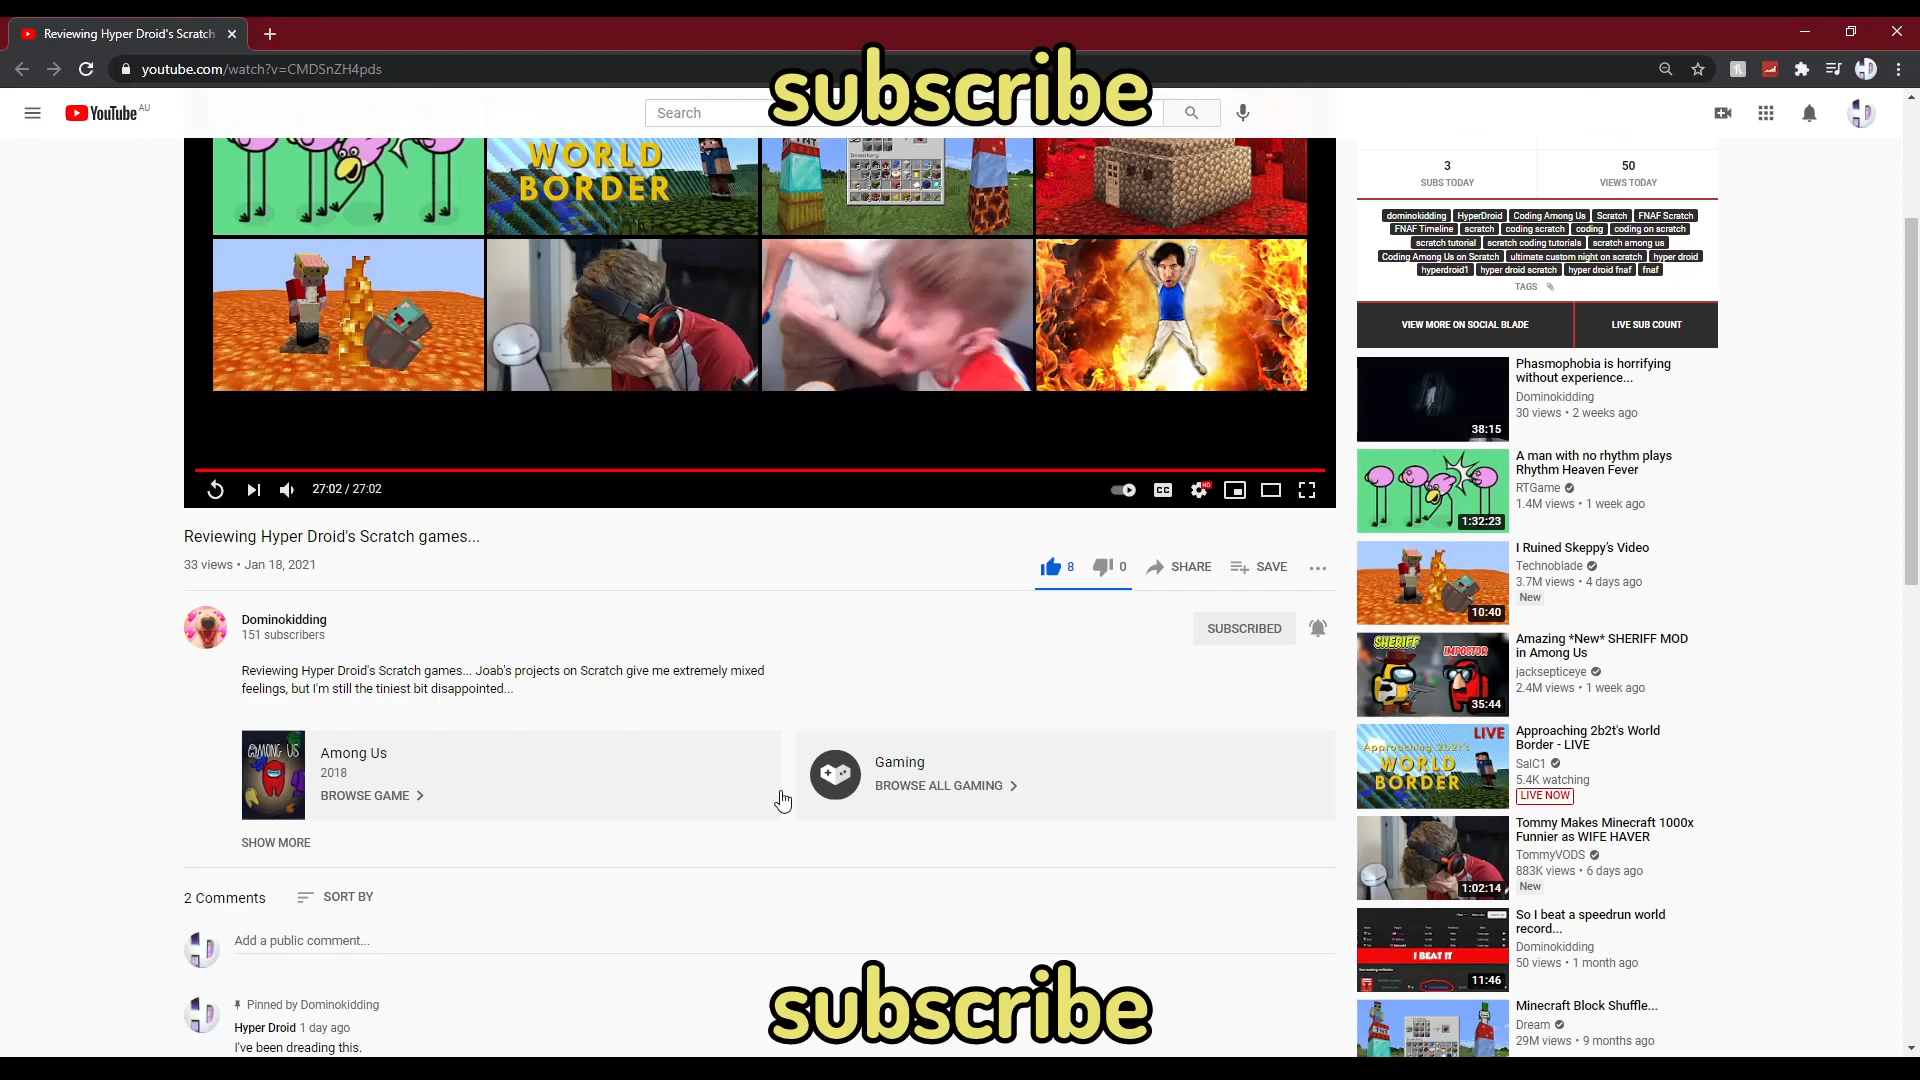 Reviewing Hyper Droid's Scratch
youtube.com/watch?v=CMDSnZH4pds
subscribe
YouTube AU
Search
WORLD
BORDER
3
SUBS TODAY
50
VIEWS TODAY
dominokidding HyperDroid Coding Among Us Scratch FNAF Scratch
FNAF Timeline scratch coding scratch coding coding on scratch
scratch tutorial scratch coding tutorials scratch among us
Coding Among Us on Scratch ultimate custom night on scratch hyper droid
hyperdroid1 hyper droid scratch hyper droid fnaf fnaf
TAGS
VIEW MORE ON SOCIAL BLADE
LIVE SUB COUNT
27:02 / 27:02
CC
HD
Reviewing Hyper Droid's Scratch games...
33 views • Jan 18, 2021
8
0
SHARE
SAVE
Dominokidding
151 subscribers
SUBSCRIBED
Reviewing Hyper Droid's Scratch games... Joab's projects on Scratch give me extremely mixed
feelings, but I'm still the tiniest bit disappointed...
AMONG US
Among Us
2018
BROWSE GAME
Gaming
BROWSE ALL GAMING
SHOW MORE
2 Comments
SORT BY
Add a public comment...
Pinned by Dominokidding
Hyper Droid 1 day ago
I've been dreading this.
subscribe
38:15
Phasmophobia is horrifying
without experience...
Dominokidding
30 views • 2 weeks ago
1:32:23
A man with no rhythm plays
Rhythm Heaven Fever
RTGame
1.4M views • 1 week ago
10:40
I Ruined Skeppy's Video
Technoblade
3.7M views • 4 days ago
New
SHERIFF
IMPOSTOR
35:44
Amazing *New* SHERIFF MOD
in Among Us
jacksepticeye
2.4M views • 1 week ago
LIVE
Approaching 2b2t's
WORLD
BORDER
Approaching 2b2t's World
Border - LIVE
SalC1
5.4K watching
LIVE NOW
1:02:14
Tommy Makes Minecraft 1000x
Funnier as WIFE HAVER
TommyVODS
883K views • 6 days ago
New
I BEAT IT
11:46
So I beat a speedrun world
record...
Dominokidding
50 views • 1 month ago
Minecraft Block Shuffle...
Dream
29M views • 9 months ago